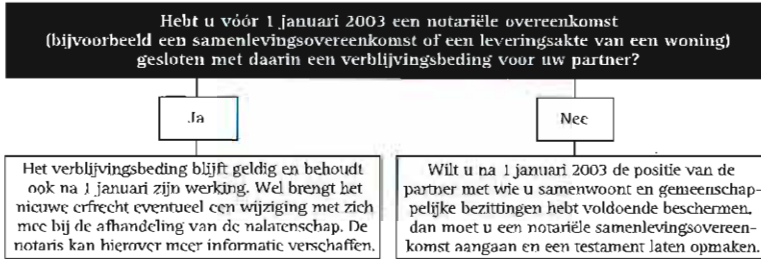 Hebt u vóór 1 januari 2003 een notariële overeenkomst
(bijvoorbeeld een samenlevingsovereenkomst of een leveringsakte van een woning)
gesloten met daarin een verblijvingsbeding voor uw partner?
Ja
Nee
Het verblijvingsbeding blijft geldig en behoudt
ook na 1 januari zijn werking. Wel brengt het
nieuwe erfrecht eventueel een wijziging met zich
mee bij de afhandeling van de nalatenschap. De
notaris kan hierover meer informatie verschaffen.
Wilt u na 1 januari 2003 de positie van de
partner met wie u samenwoont en gemeenschap-
pelijke bezittingen hebt voldoende beschermen,
dan moet u een notariële samenlevingsovereen-
komst aangaan en een testament laten opmaken.